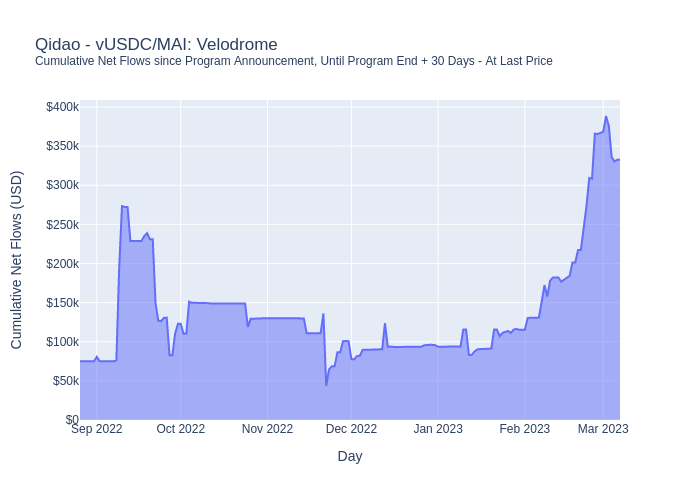 Qidao - vUSDC/MAI: Velodrome
Cumulative Net Flows since Program Announcement, Until Program End + 30 Days - At Last Price
$400k
$350k
$300k
$250k
$200k
$150k
$100k
$50k
$0
Cumulative Net Flows (USD)
Sep 2022 Oct 2022 Nov 2022 Dec 2022 Jan 2023 Feb 2023 Mar 2023
Day